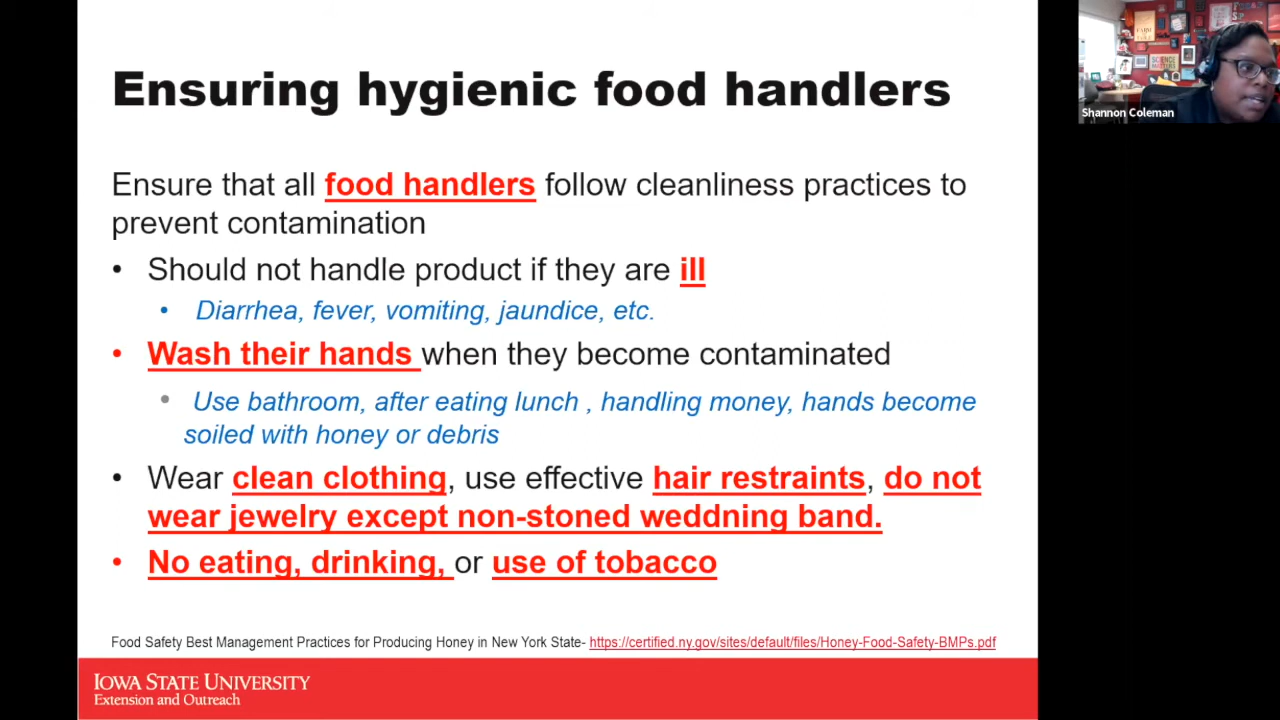 Ensuring hygienic food handlers
Ensure that all food handlers follow cleanliness practices to
prevent contamination
• Should not handle product if they are ill
• Diarrhea, fever, vomiting, jaundice, etc.
• Wash their hands when they become contaminated
• Use bathroom, after eating lunch , handling money, hands become
soiled with honey or debris
• Wear clean clothing, use effective hair restraints, do not
wear jewelry except non-stoned weddning band.
• No eating, drinking, or use of tobacco
Food Safety Best Management Practices for Producing Honey in New York State- https://certified.ny.gov/sites/default/files/Honey-Food-Safety-BMPs.pdf
IOWA STATE UNIVERSITY
Extension and Outreach
SCIENCE
MATTERS
Shannon Coleman